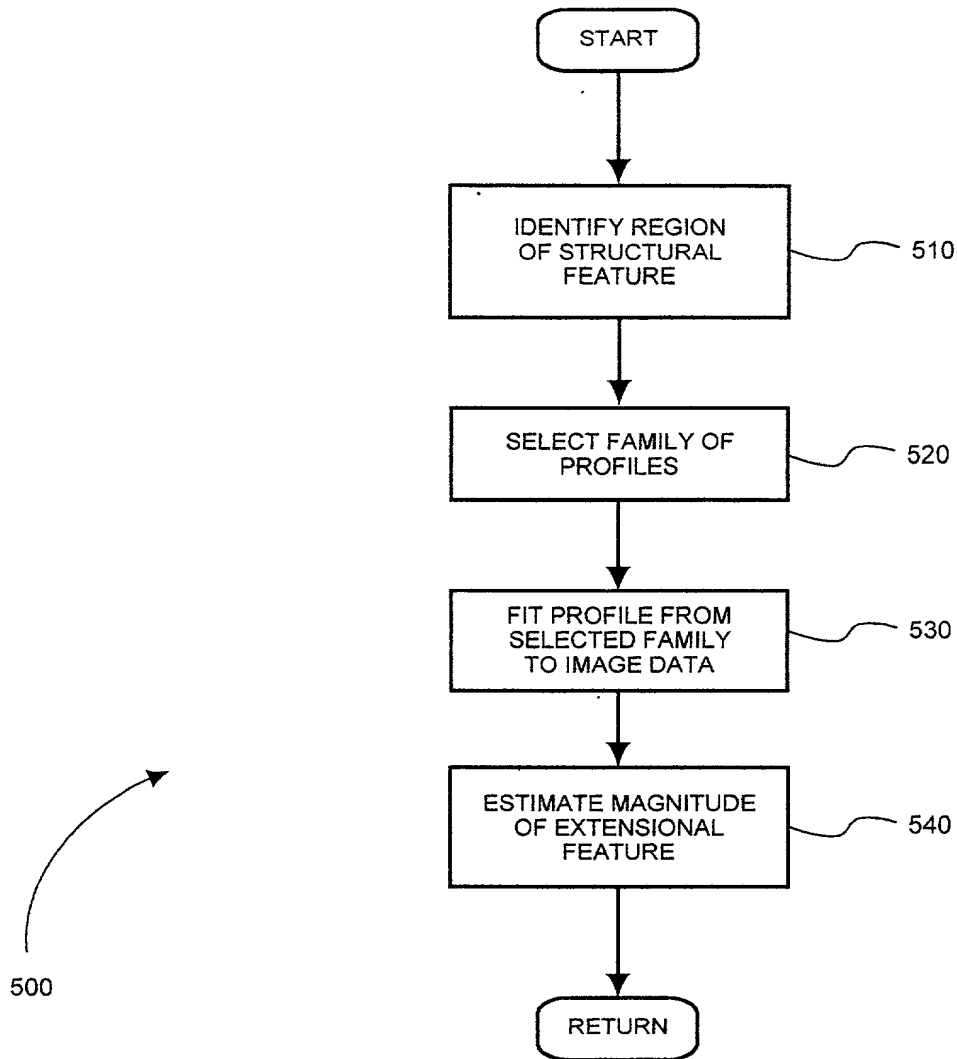 START
IDENTIFY REGION
OF STRUCTURAL
FEATURE
510
SELECT FAMILY OF
PROFILES
520
FIT PROFILE FROM
SELECTED FAMILY
TO IMAGE DATA
530
ESTIMATE MAGNITUDE
OF EXTENSIONAL
FEATURE
540
500
RETURN